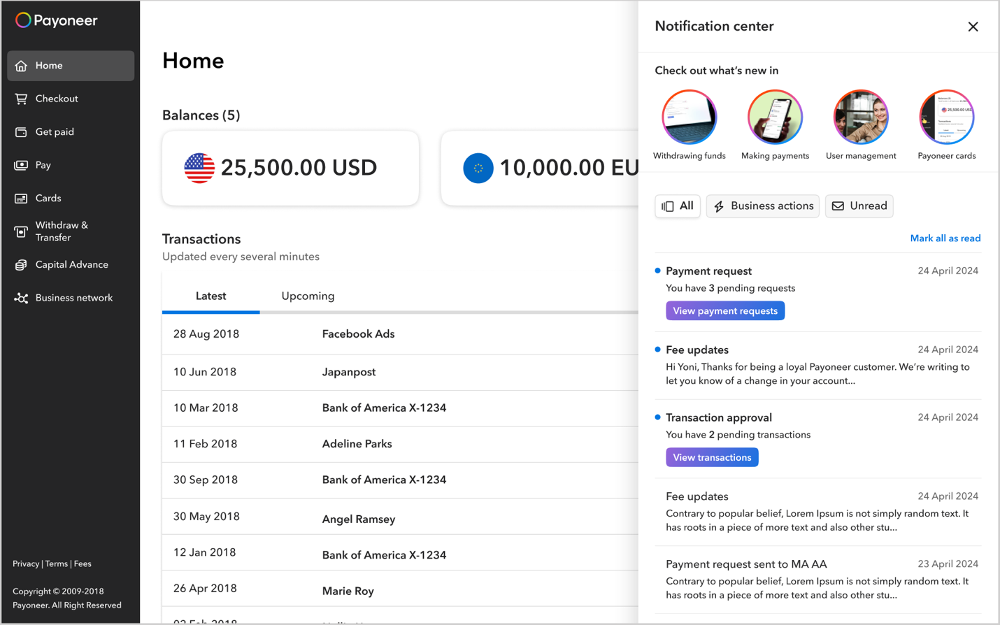 Payoneer
Home
Checkout
Get paid
Pay
Cards
Withdraw &
Transfer
Capital Advance
Business network
Privacy | Terms | Fees
Copyright © 2009-2018
Payoneer. All Right Reserved
Home
Balances (5)
25,500.00 USD
10,000.00 EU
Transactions
Updated every several minutes
Latest
Upcoming
28 Aug 2018 Facebook Ads
10 Jun 2018 Japanpost
10 Mar 2018 Bank of America X-1234
11 Feb 2018 Adeline Parks
30 Sep 2018 Bank of America X-1234
30 May 2018 Angel Ramsey
12 Jan 2018 Bank of America X-1234
26 Apr 2018 Marie Roy
Notification center
Check out what’s new in
25,500.00 USD
Withdrawing funds
Making payments
User management
Payoneer cards
All
Business actions
Unread
Mark all as read
Payment request 24 April 2024
You have 3 pending requests
View payment requests
Fee updates 24 April 2024
Hi Yoni, Thanks for being a loyal Payoneer customer. We’re writing to
let you know of a change in your account...
Transaction approval 24 April 2024
You have 2 pending transactions
View transactions
Fee updates 24 April 2024
Contrary to popular belief, Lorem Ipsum is not simply random text. It
has roots in a piece of more text and also other stu...
Payment request sent to MA AA 23 April 2024
Contrary to popular belief, Lorem Ipsum is not simply random text. It
has roots in a piece of more text and also other stu...